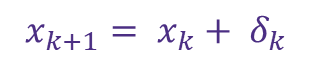 xₖ₊₁ = xₖ + δₖ